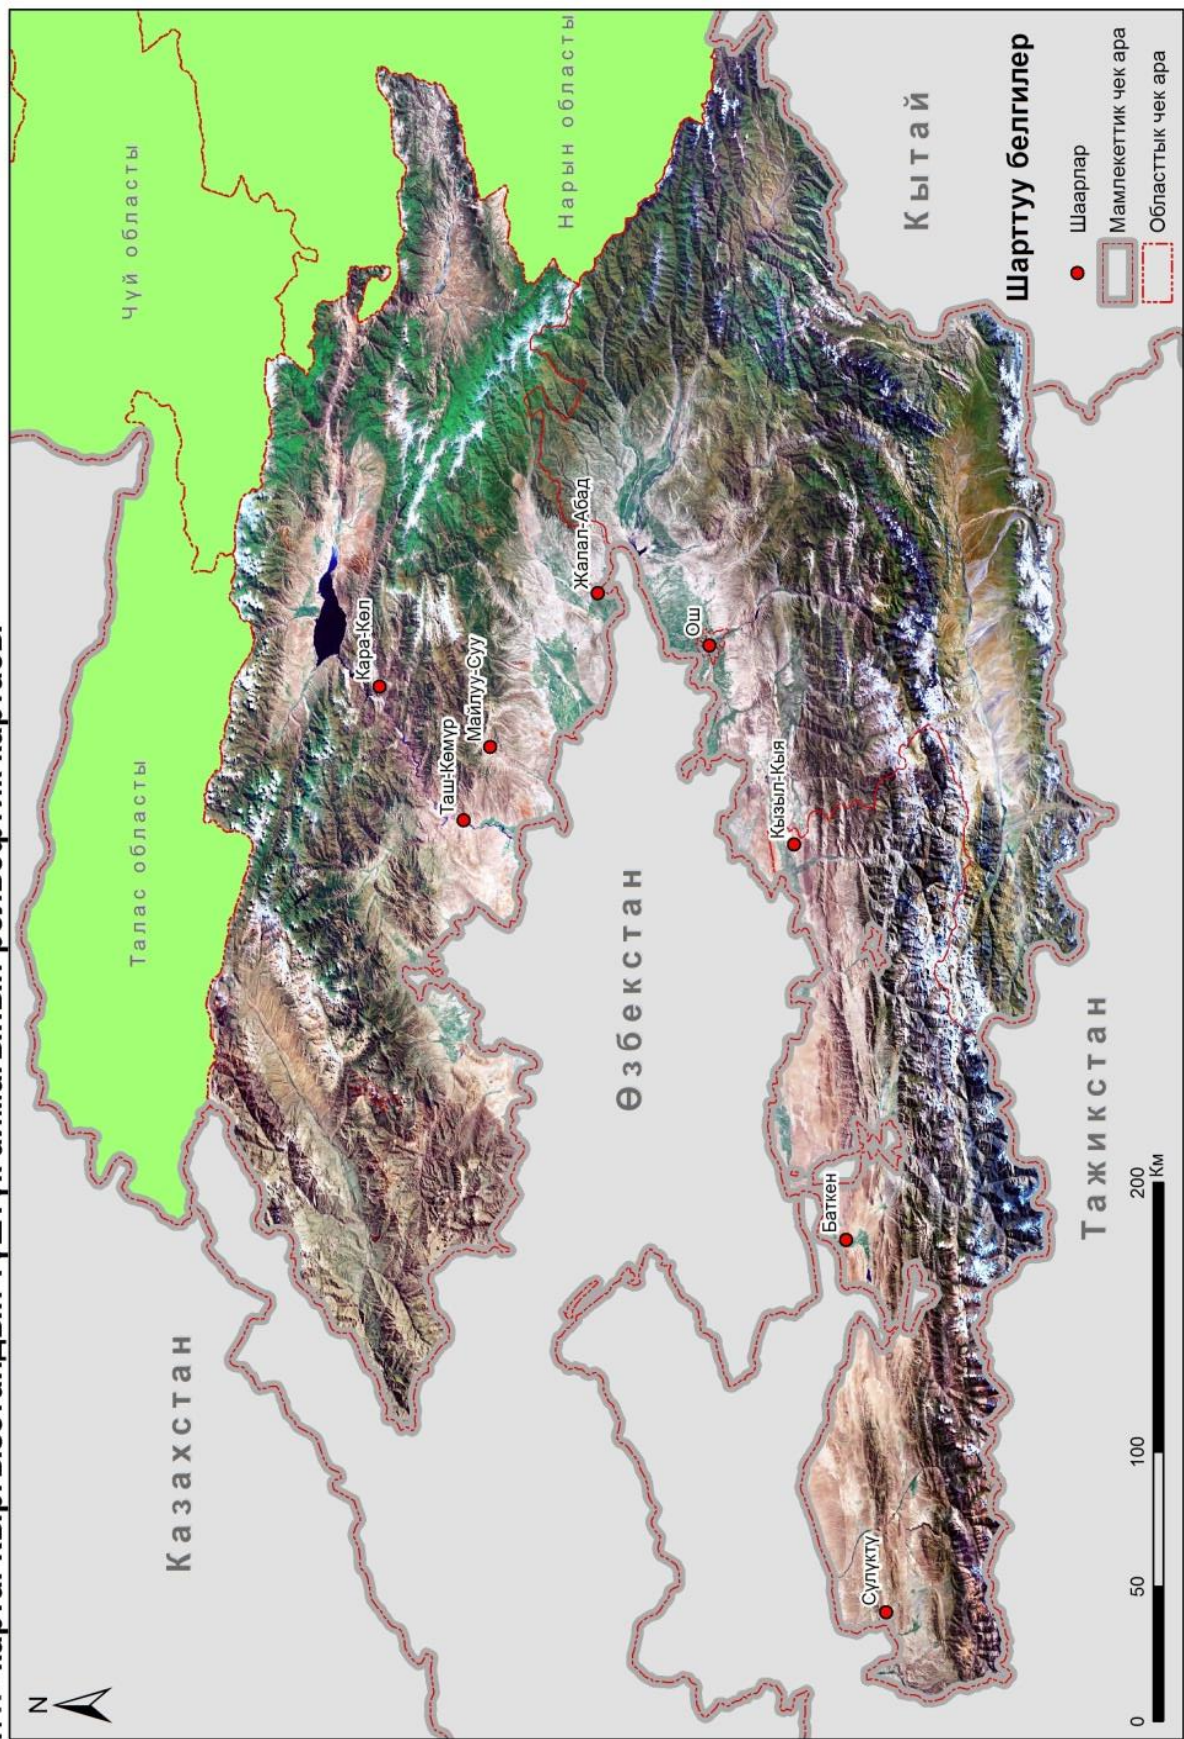 N
Чүй областы
Талас областы
Нарын областы
Казахстан
Кара-Көл
Таш-Көмүр
Майлуу-Суу
Жалал-Абад
Ош
Өзбекстан
Кызыл-Кыя
Баткен
Сүлүктү
Кытай
Тажикстан
Шарттуу белгилер
Шаарлар
Мамлекеттик чек ара
Областтык чек ара
0 50 100 200
Км